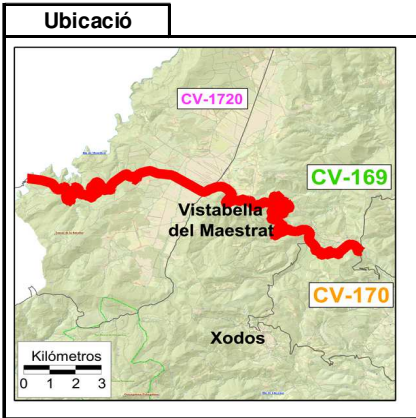 Ubicació
CV-1720
CV-169
Vistabella
del Maestrat
CV-170
Xodos
Kilómetros
0 1 2 3